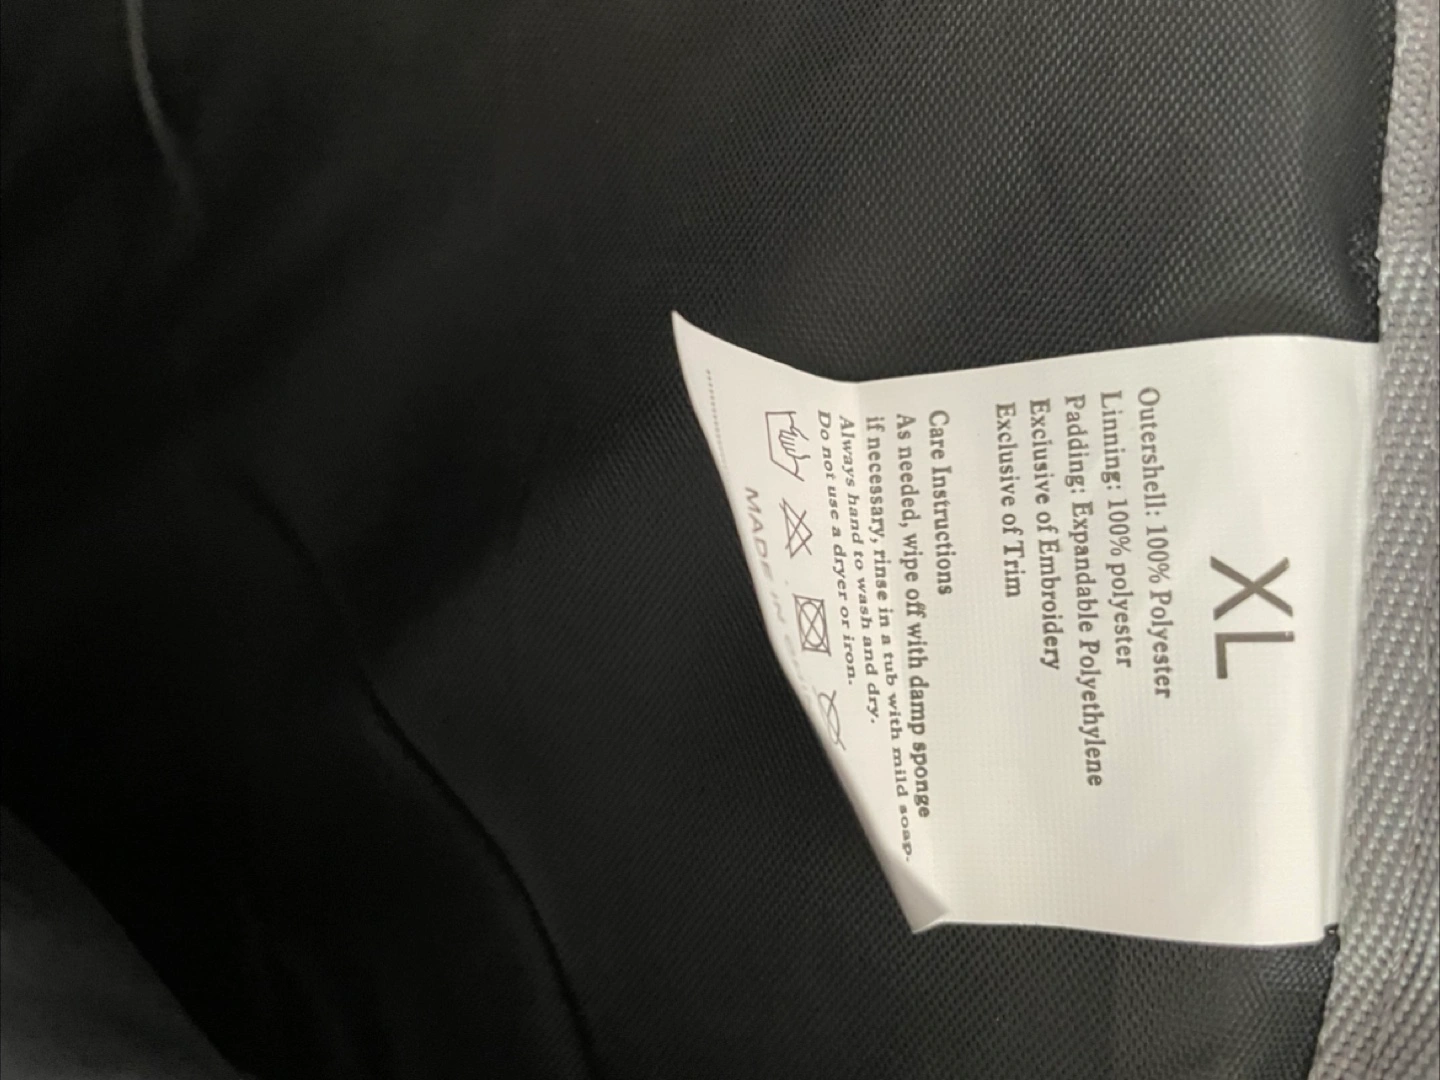 XL
Outershell: 100% Polyester
Linning: 100% polyester
Padding: Expandable Polyethylene
Exciusive of Embroidery
Exclusive of Trim
Care Instructions
As needed, wipe off with damp sponge
if necessary, rinse in a tub with mild soap.
Always hand to wash and dry.
Do not use a dryer or iron.
MADE IN